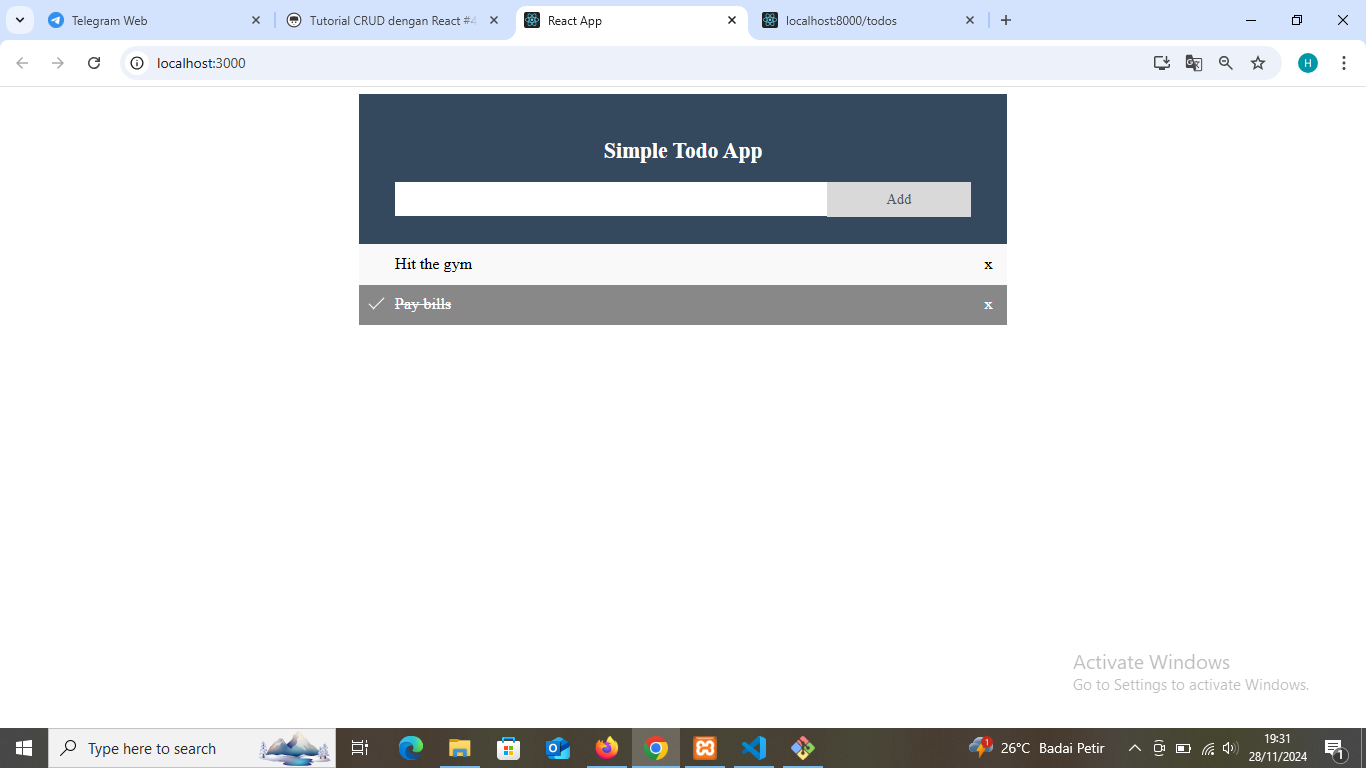 Telegram Web
Tutorial CRUD dengan React #4
React App
localhost:8000/todos
localhost:3000
H
Simple Todo App
Add
Hit the gym
x
Pay bills
x
Activate Windows
Go to Settings to activate Windows.
Type here to search
1
26°C Badai Petir
19:31
28/11/2024
1